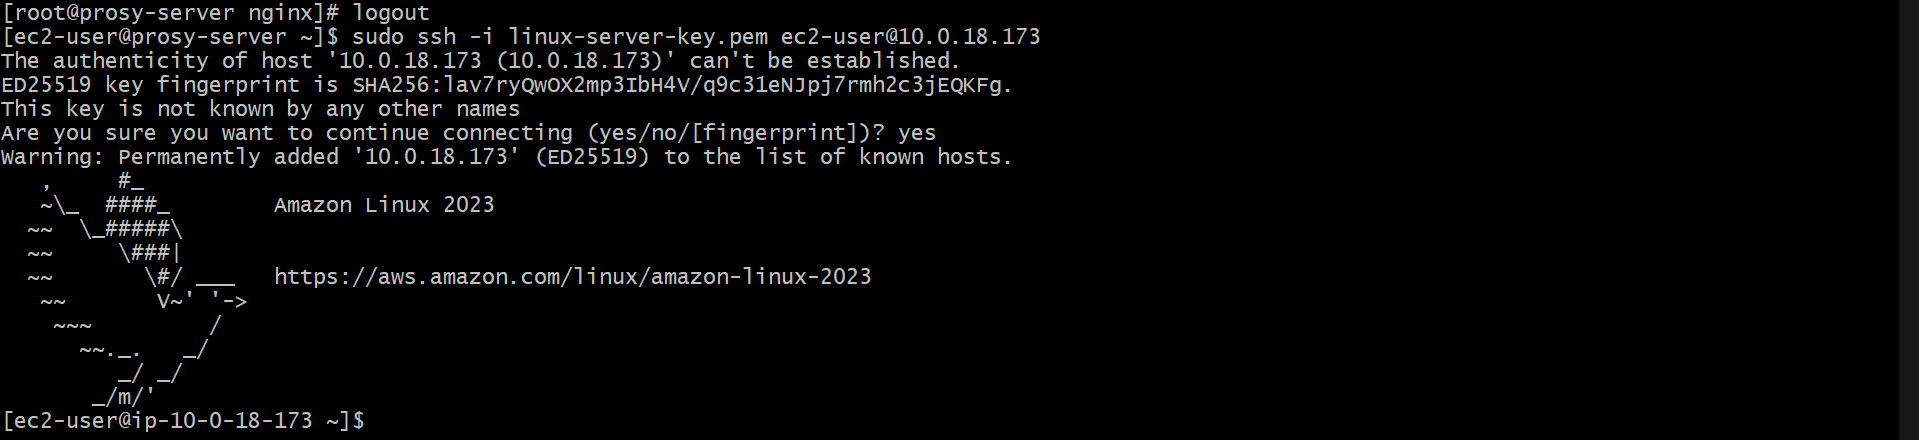 [root@prosy-server nginx]# logout
[ec2-user@prosy-server ~]$ sudo ssh -i linux-server-key.pem ec2-user@10.0.18.173
The authenticity of host '10.0.18.173 (10.0.18.173)' can't be established.
ED25519 key fingerprint is SHA256:lav7ryQwOX2mp3IbH4V/q9c31eNJpj7rmh2c3jEQKFg.
This key is not known by any other names
Are you sure you want to continue connecting (yes/no/[fingerprint])? yes
Warning: Permanently added '10.0.18.173' (ED25519) to the list of known hosts.
   ,     #_
   ~\_  ####_        Amazon Linux 2023
  ~~  \_#####\
  ~~     \###|
  ~~       \#/ ___   https://aws.amazon.com/linux/amazon-linux-2023
   ~~       V~' '->
    ~~~         /
      ~~._.   _/
         _/ _/
       _/m/'
[ec2-user@ip-10-0-18-173 ~]$